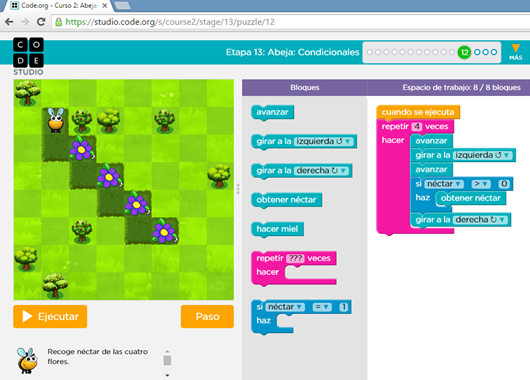 Code.org - Curso 2: Abeja:
https://studio.code.org/s/course2/stage/13/puzzle/12
C O
D E
STUDIO
Etapa 13: Abeja: Condicionales
12
MÁS
Bloques
Espacio de trabajo: 8 / 8 bloques
avanzar
girar a la izquierda ↺
girar a la derecha ↻
obtener néctar
hacer miel
repetir ??? veces
hacer
si néctar = 1
haz
cuando se ejecuta
repetir 4 veces
hacer avanzar
girar a la izquierda ↺
avanzar
si néctar > 0
haz obtener néctar
girar a la derecha ↻
Ejecutar
Paso
Recoge néctar de las cuatro
flores.